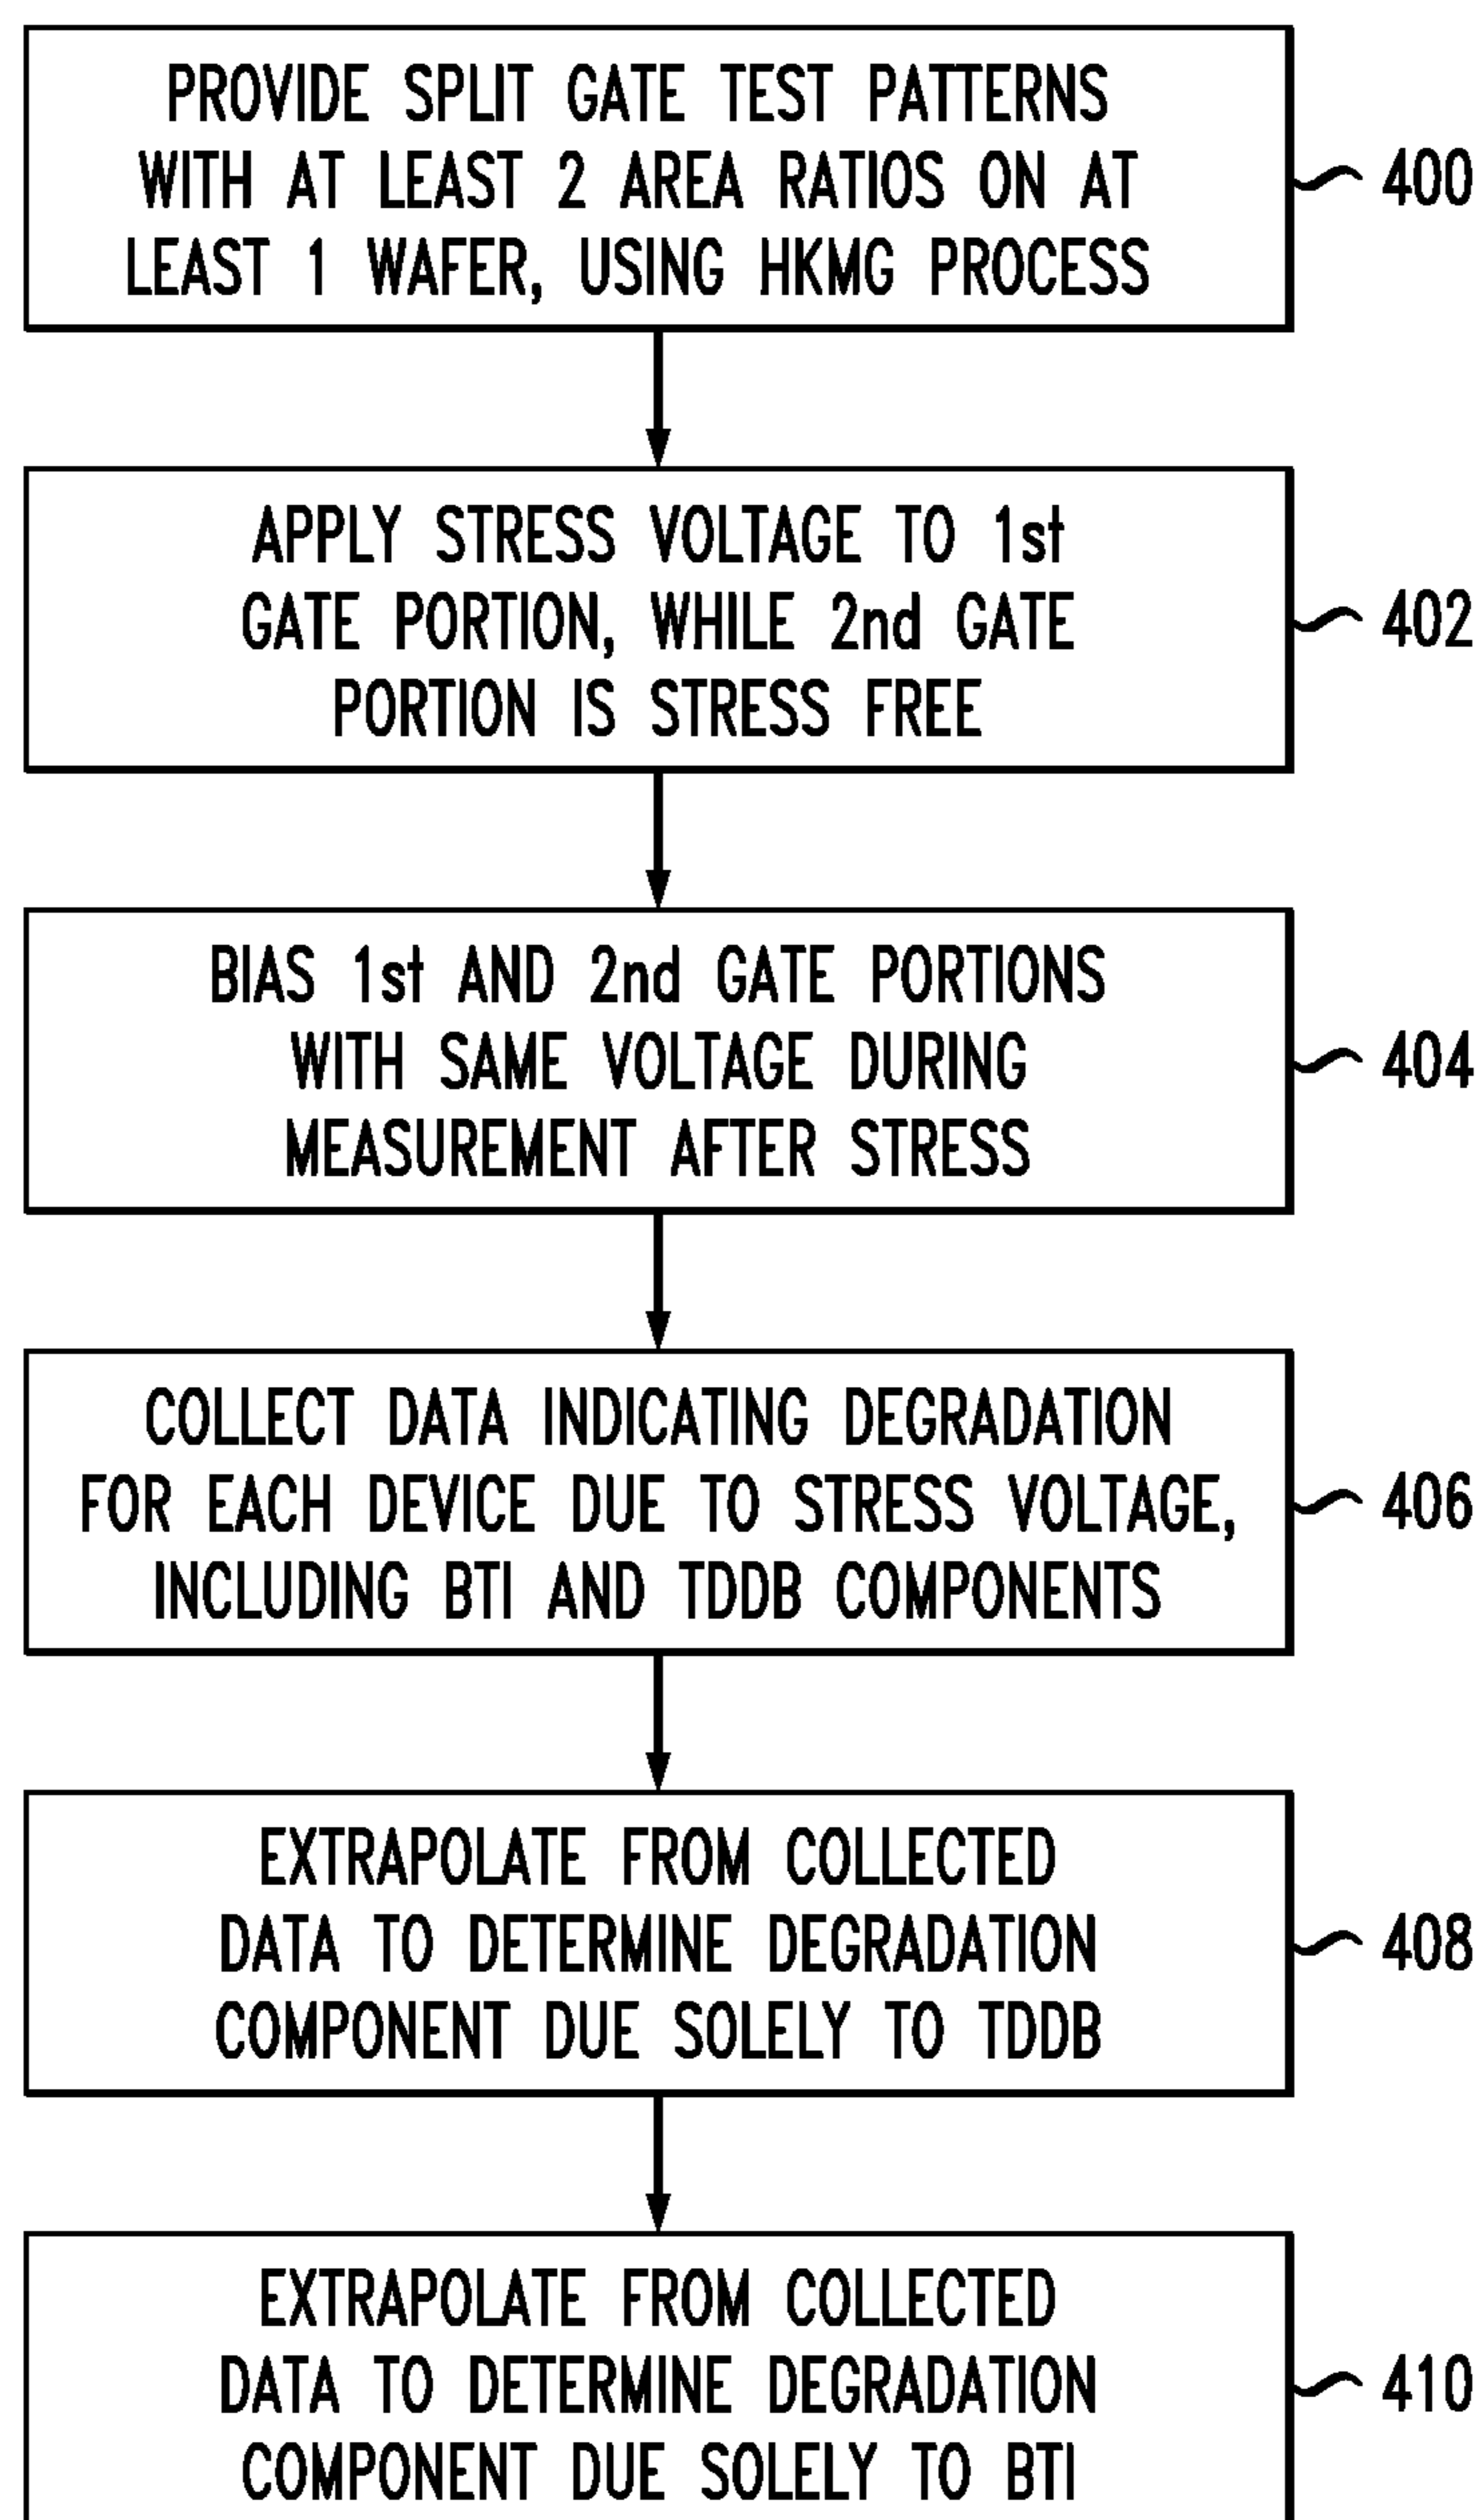 PROVIDE SPLIT GATE TEST PATTERNS
WITH AT LEAST 2 AREA RATIOS ON AT
LEAST 1 WAFER, USING HKMG PROCESS
400
APPLY STRESS VOLTAGE TO 1st
GATE PORTION, WHILE 2nd GATE
PORTION IS STRESS FREE
402
BIAS 1st AND 2nd GATE PORTIONS
WITH SAME VOLTAGE DURING
MEASUREMENT AFTER STRESS
404
COLLECT DATA INDICATING DEGRADATION
FOR EACH DEVICE DUE TO STRESS VOLTAGE,
INCLUDING BTI AND TDDB COMPONENTS
406
EXTRAPOLATE FROM COLLECTED
DATA TO DETERMINE DEGRADATION
COMPONENT DUE SOLELY TO TDDB
408
EXTRAPOLATE FROM COLLECTED
DATA TO DETERMINE DEGRADATION
COMPONENT DUE SOLELY TO BTI
410